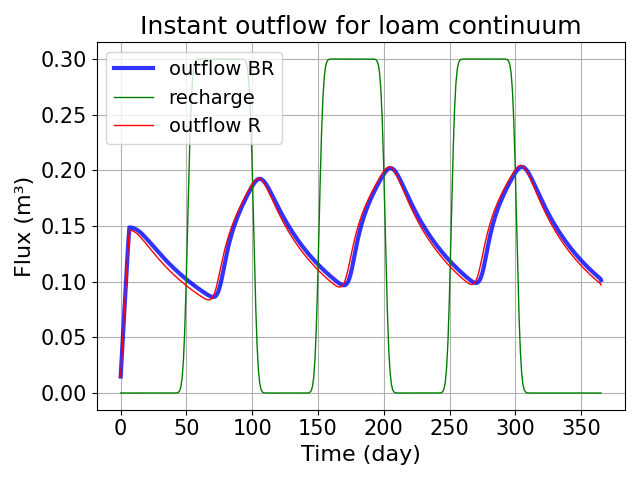 Instant outflow for loam continuum
outflow BR
recharge
outflow R
Flux (m³)
0.30
0.25
0.20
0.15
0.10
0.05
0.00
0 50 100 150 200 250 300 350
Time (day)